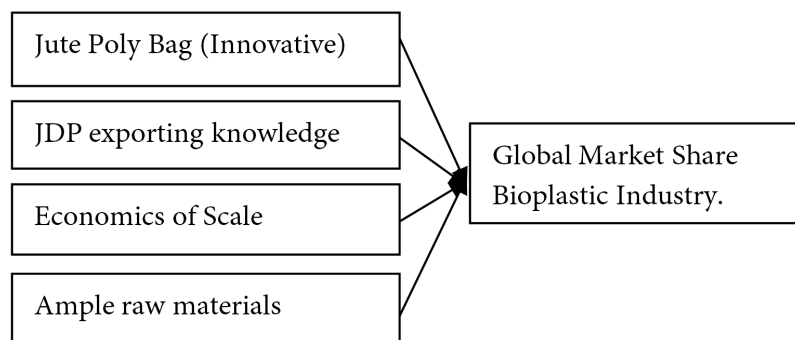 Jute Poly Bag (Innovative)
JDP exporting knowledge
Economics of Scale
Ample raw materials
Global Market Share
Bioplastic Industry.